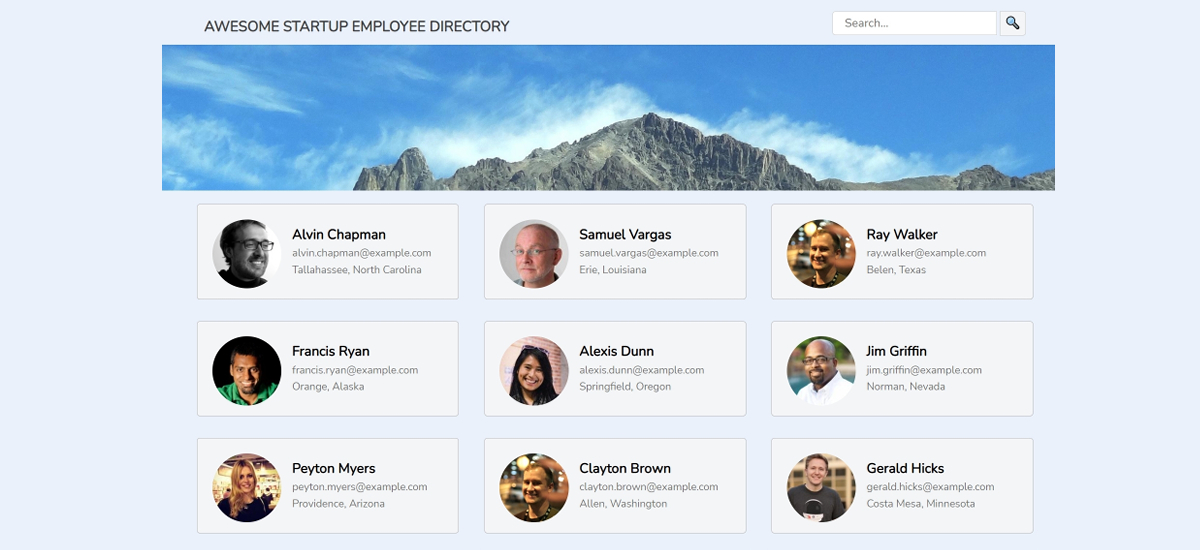 AWESOME STARTUP EMPLOYEE DIRECTORY
Search...
Alvin Chapman
alvin.chapman@example.com
Tallahassee, North Carolina
Samuel Vargas
samuel.vargas@example.com
Erie, Louisiana
Ray Walker
ray.walker@example.com
Belen, Texas
Francis Ryan
francis.ryan@example.com
Orange, Alaska
Alexis Dunn
alexis.dunn@example.com
Springfield, Oregon
Jim Griffin
jim.griffin@example.com
Norman, Nevada
Peyton Myers
peyton.myers@example.com
Providence, Arizona
Clayton Brown
clayton.brown@example.com
Allen, Washington
Gerald Hicks
gerald.hicks@example.com
Costa Mesa, Minnesota